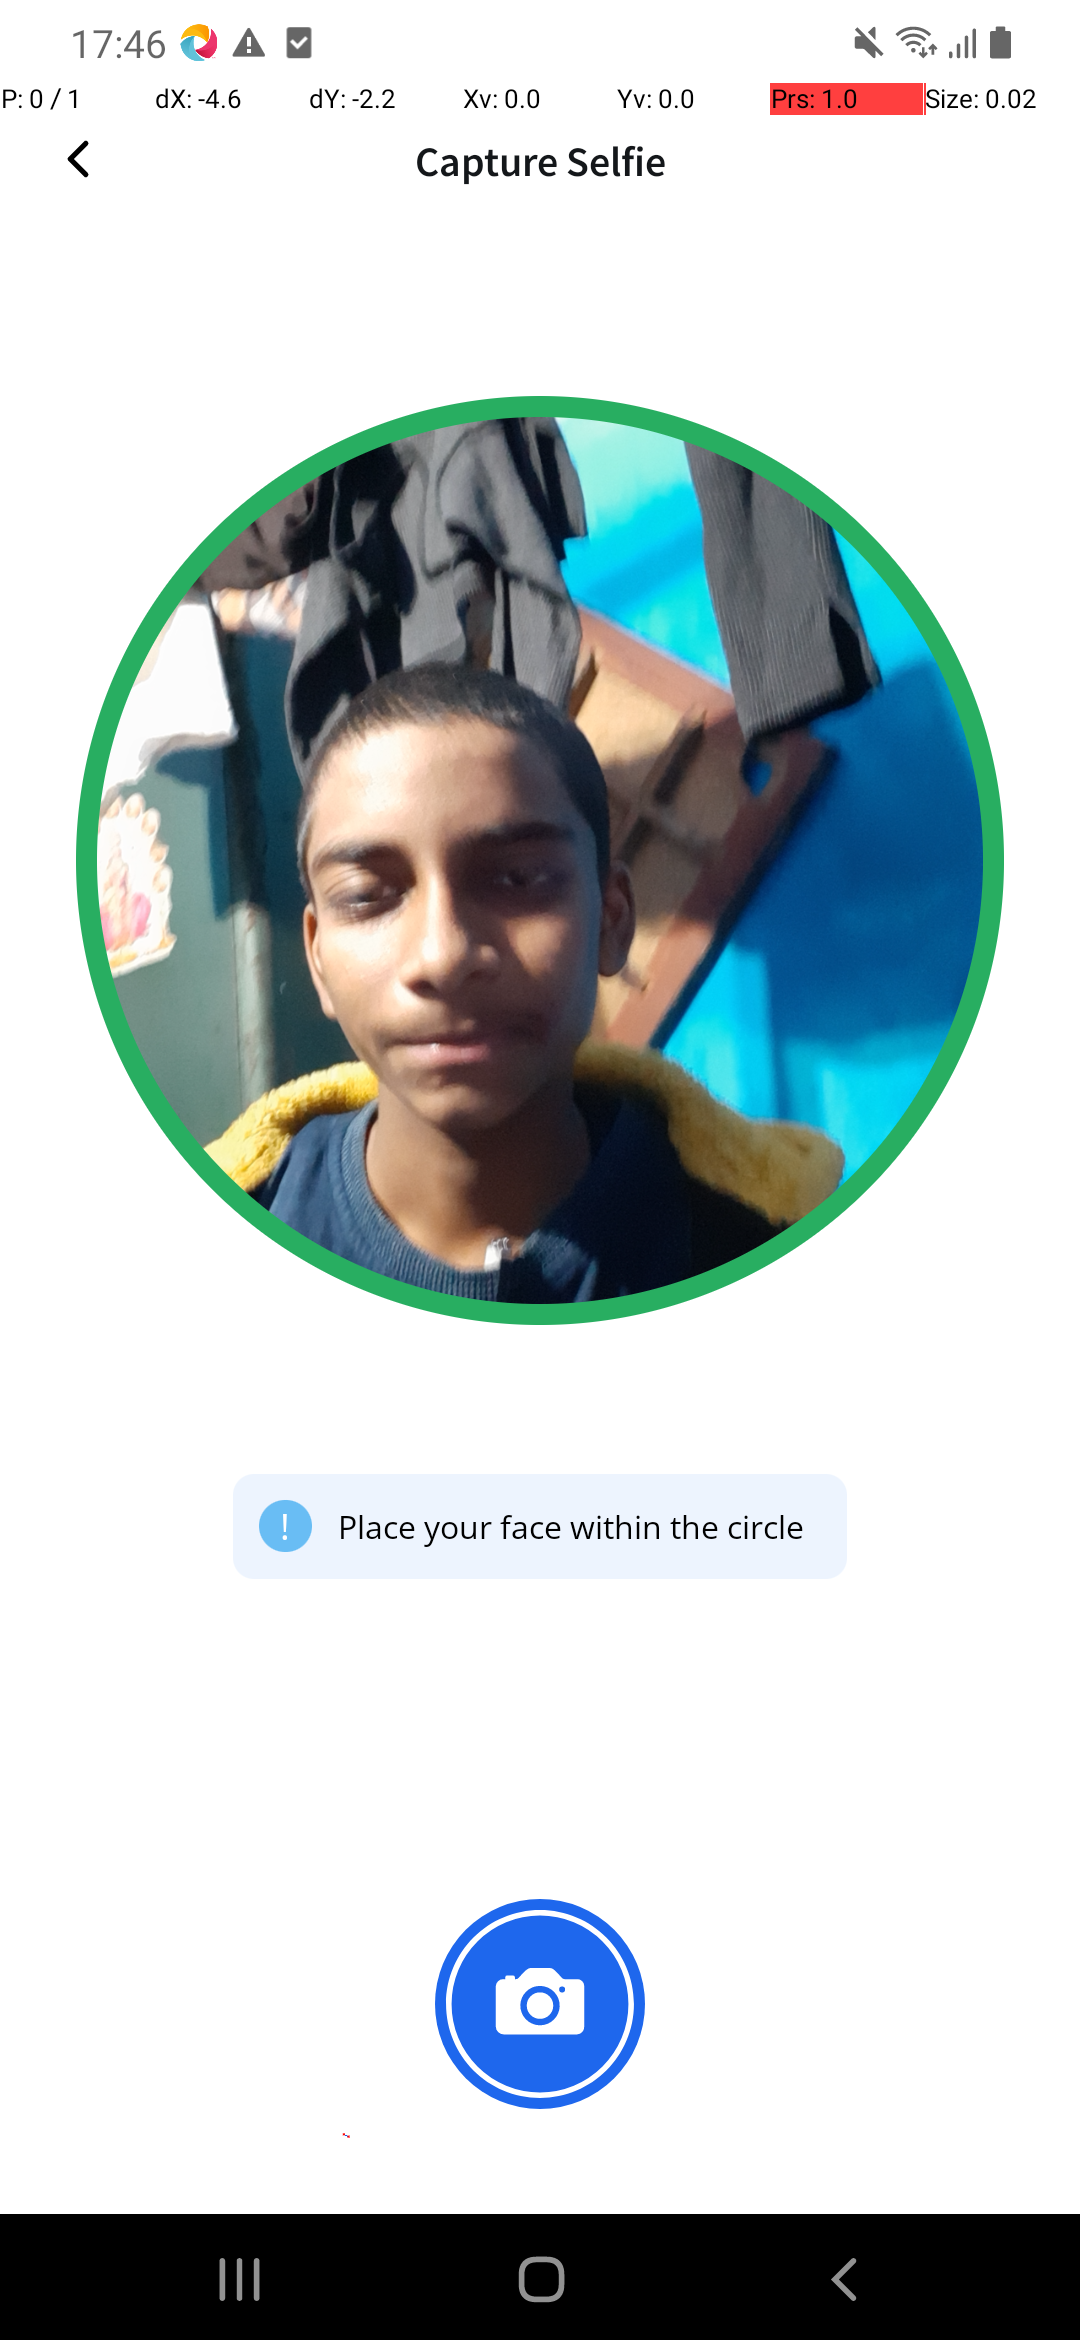 17:46
P: 0 / 1 dX: -4.6 dY: -2.2 Xv: 0.0 Yv: 0.0 Prs: 1.0 Size: 0.02
Capture Selfie
! Place your face within the circle